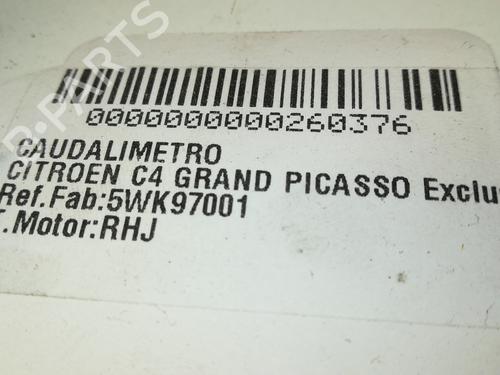 0000000000260376
CAUDALIMETRO
CITROEN C4 GRAND PICASSO Exclu
Ref.Fab:5WK97001
T.Motor:RHJ